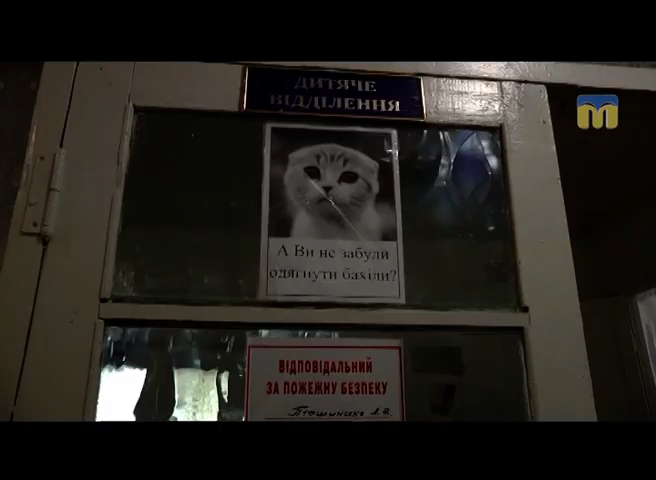 ДИТЯЧЕ
ВІДДІЛЕННЯ
М
А Ви не забули
одягнути бахіли?
ВІДПОВІДАЛЬНИЙ
ЗА ПОЖЕЖНУ БЕЗПЕКУ